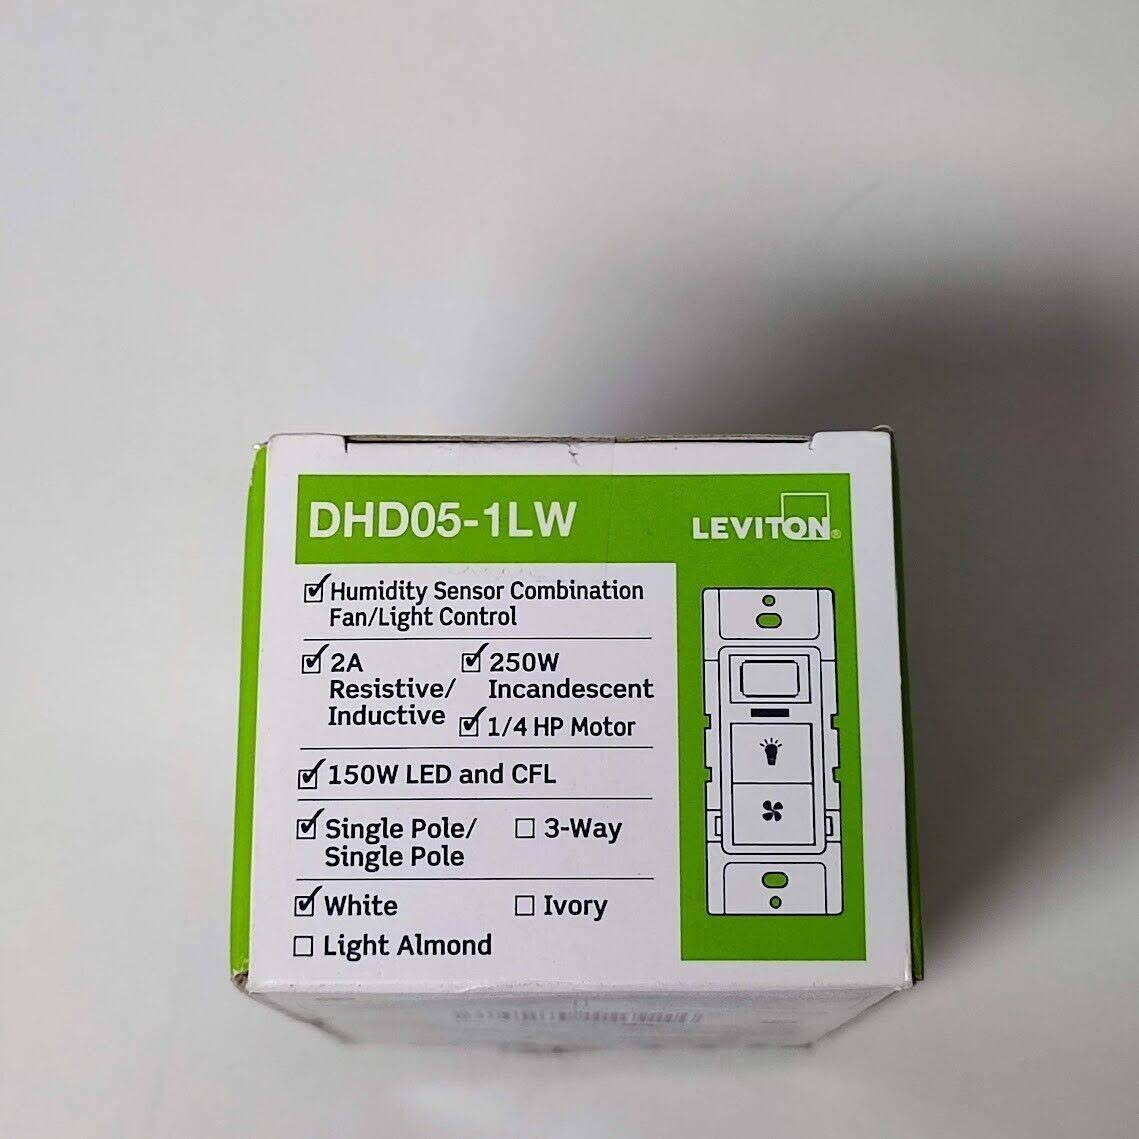 DHD05-1LW
LEVITON®
Humidity Sensor Combination
Fan/Light Control
2A
Resistive/
Inductive
250W
Incandescent
1/4 HP Motor
150W LED and CFL
Single Pole/
Single Pole
3-Way
White
Ivory
Light Almond